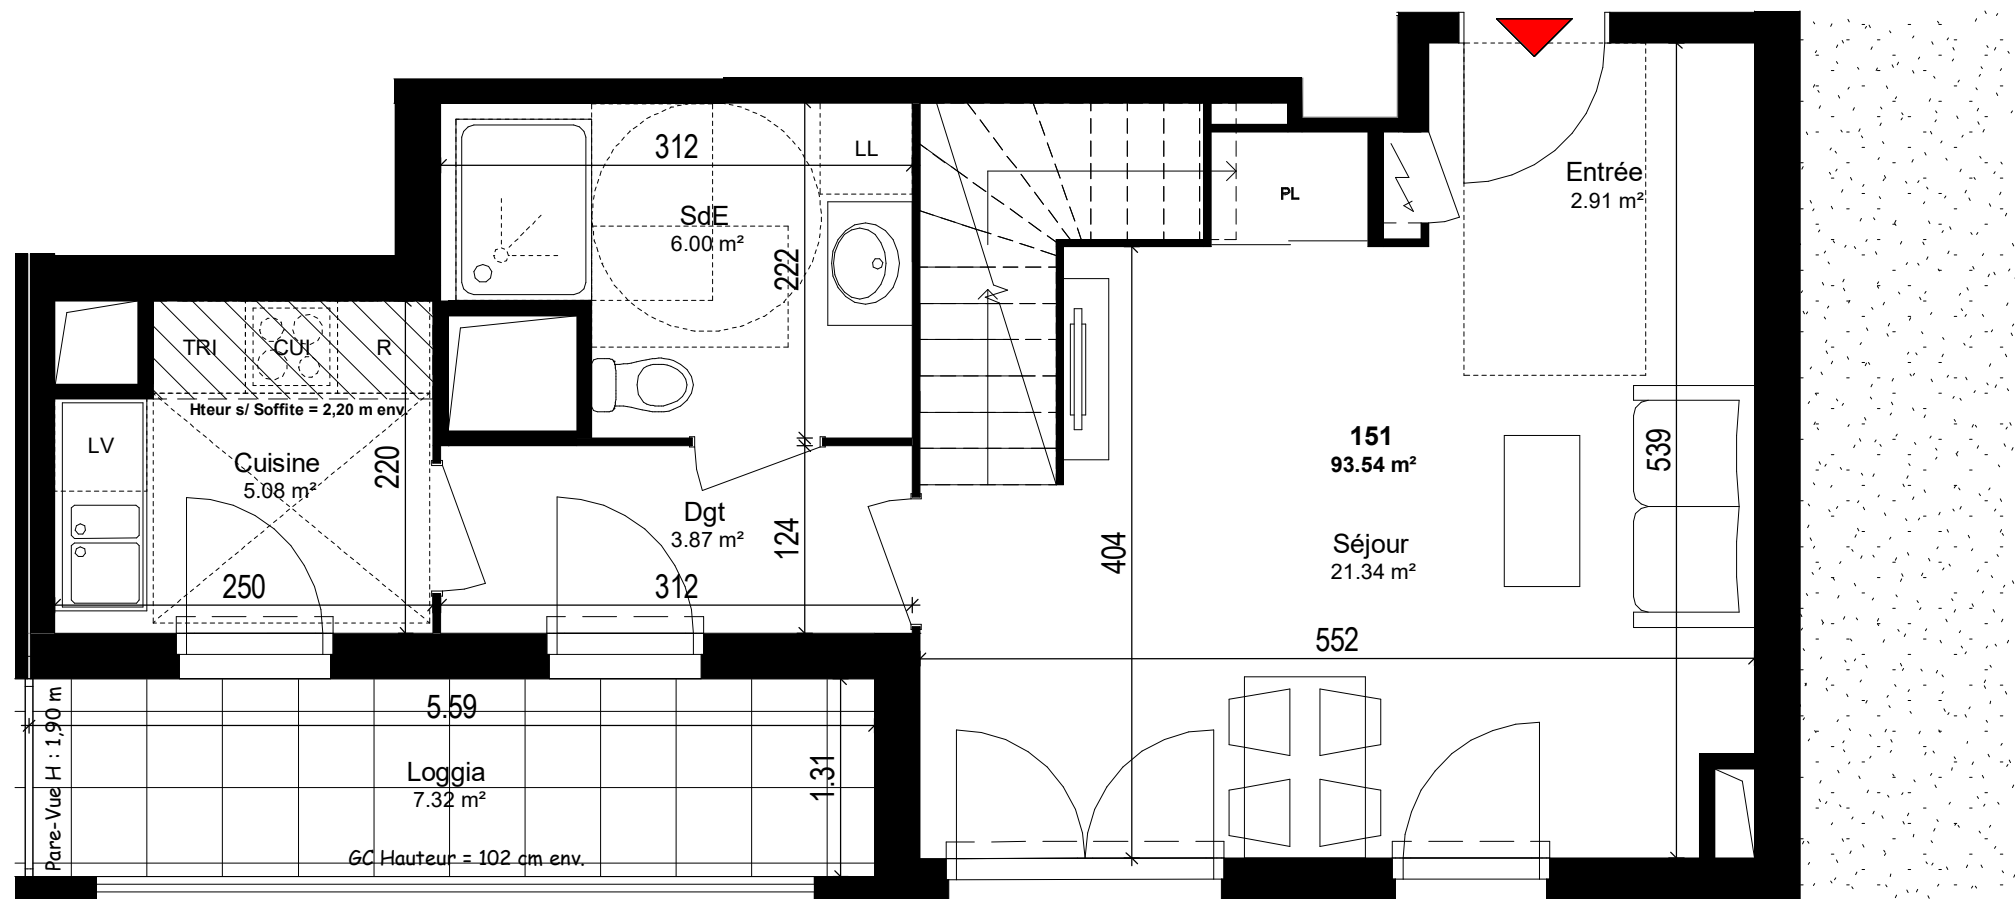 312
LL
SdE
6.00 m²
222
PL
Entrée
2.91 m²
TRI
CUI
R
Hteur s/ Soffite = 2,20 m env.
LV
Cuisine
5.08 m²
220
250
Dgt
3.87 m²
124
312
151
93.54 m²
539
404
Séjour
21.34 m²
552
Pare-Vue H : 1,90 m
5.59
Loggia
7.32 m²
1.31
GC Hauteur = 102 cm env.